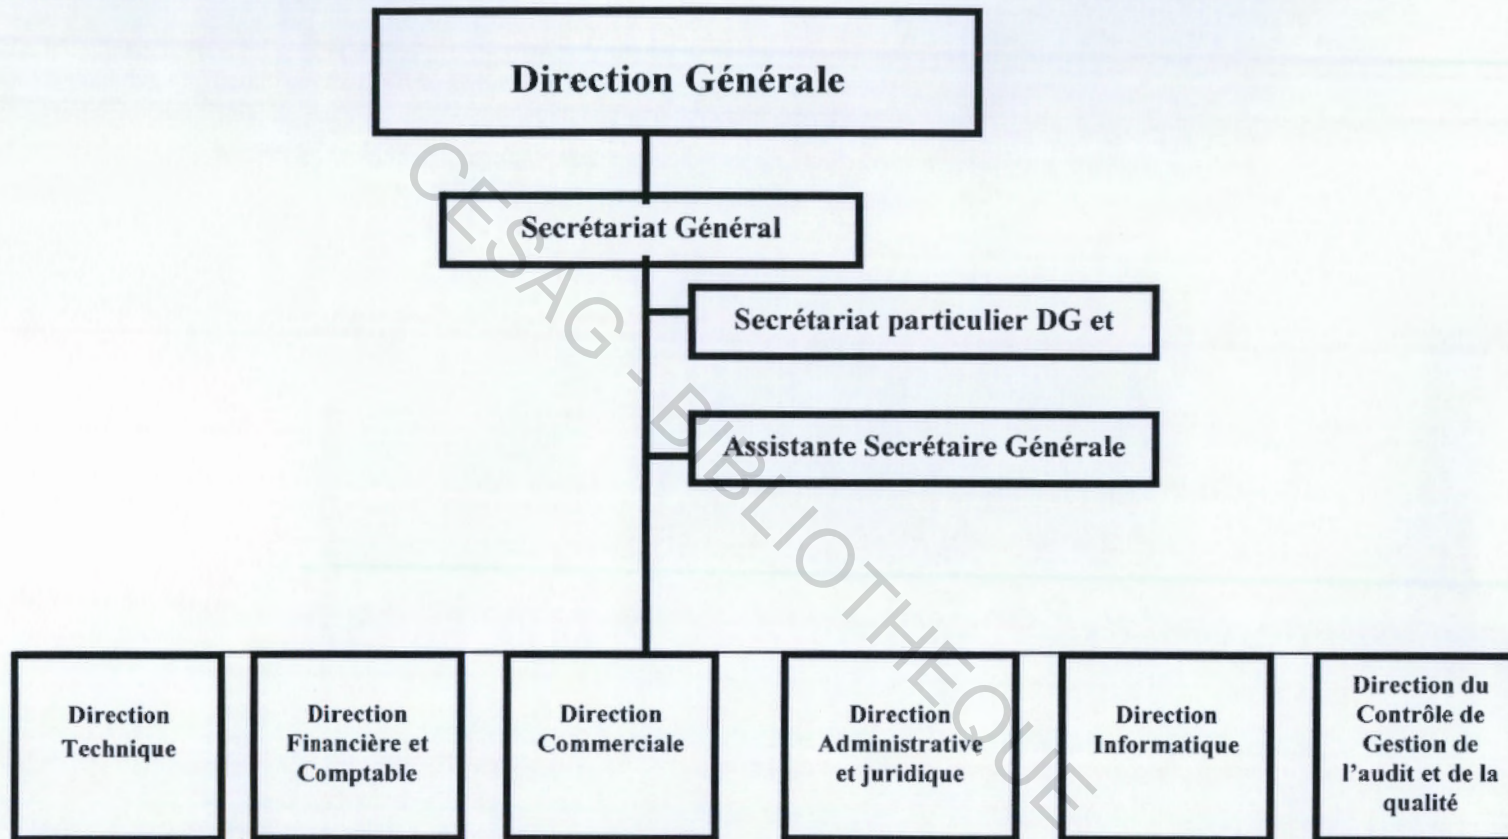 Direction Générale
Secrétariat Général
Secrétariat particulier DG et
Assistante Secrétaire Générale
Direction
Technique
Direction
Financière et
Comptable
Direction
Commerciale
Direction
Administrative
et juridique
Direction
Informatique
Direction du
Contrôle de
Gestion de
l'audit et de la
qualité
CESAG - BIBLIOTHEQUE